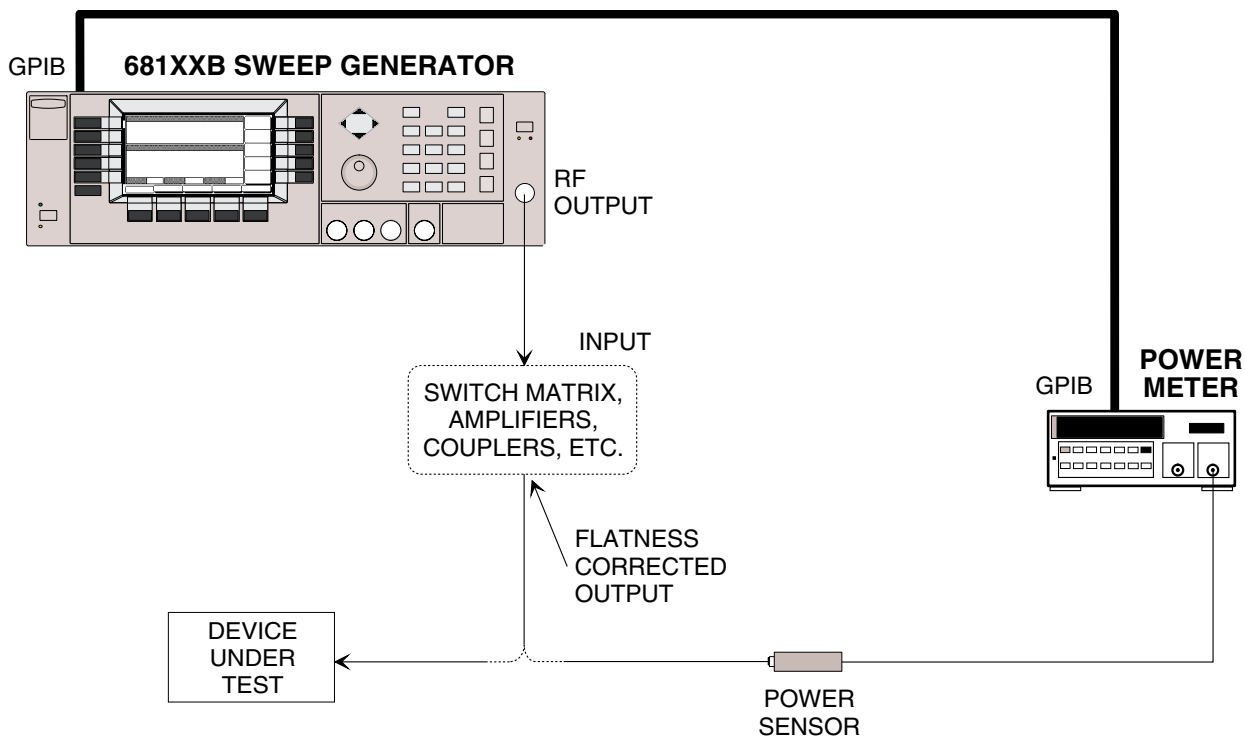 GPIB
681XXB SWEEP GENERATOR
RF
OUTPUT
INPUT
SWITCH MATRIX,
AMPLIFIERS,
COUPLERS, ETC.
GPIB
POWER
METER
FLATNESS
CORRECTED
OUTPUT
DEVICE
UNDER
TEST
POWER
SENSOR